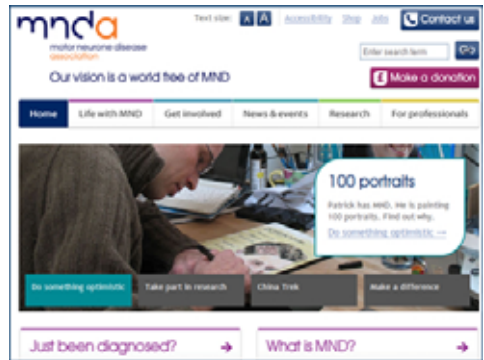 mnda
motor neurone disease
association
Text size: A A Accessibility Shop Jobs Contact us
Enter search term Go
Our vision is a world free of MND
£ Make a donation
Home Life with MND Get involved News & events Research For professionals
100 portraits
Patrick has MND. He is painting
100 portraits. Find out why.
Do something optimistic →
Do something optimistic Take part in research China Trek Make a difference
Just been diagnosed? → What is MND? →